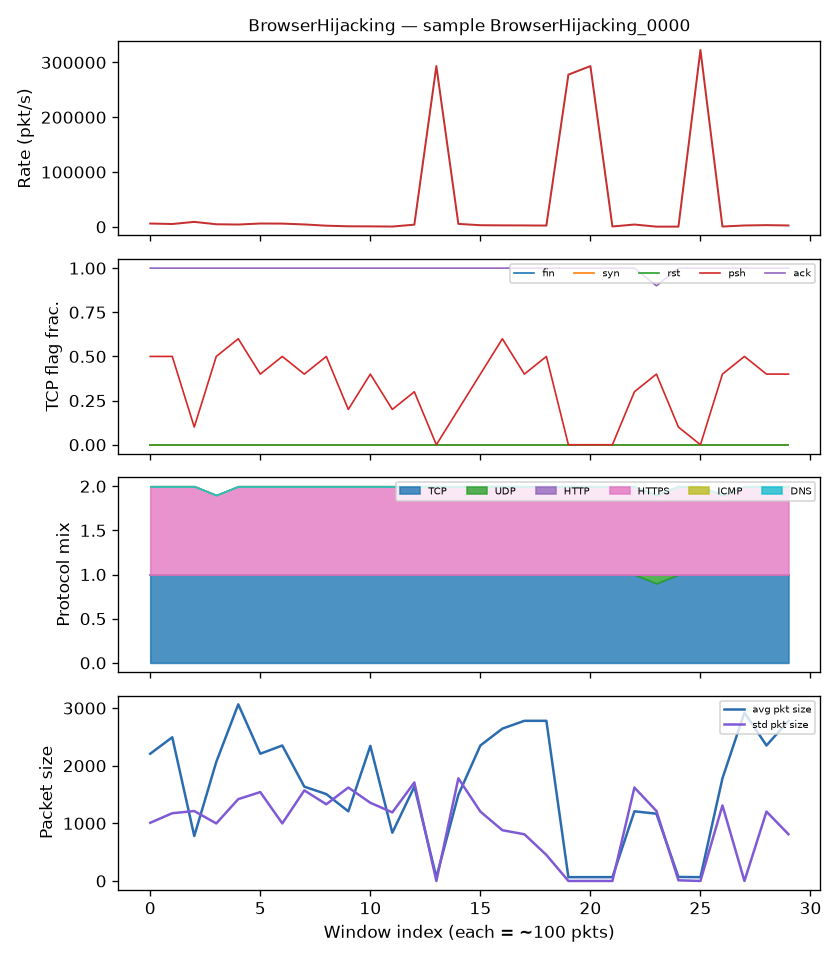 BrowserHijacking — sample BrowserHijacking_0000
Rate (pkt/s)
300000
200000
100000
0
TCP flag frac.
1.00
0.75
0.50
0.25
0.00
fin syn rst psh ack
Protocol mix
2.0
1.5
1.0
0.5
0.0
TCP UDP HTTP HTTPS ICMP DNS
Packet size
3000
2000
1000
0
avg pkt size
std pkt size
0 5 10 15 20 25 30
Window index (each = ~100 pkts)